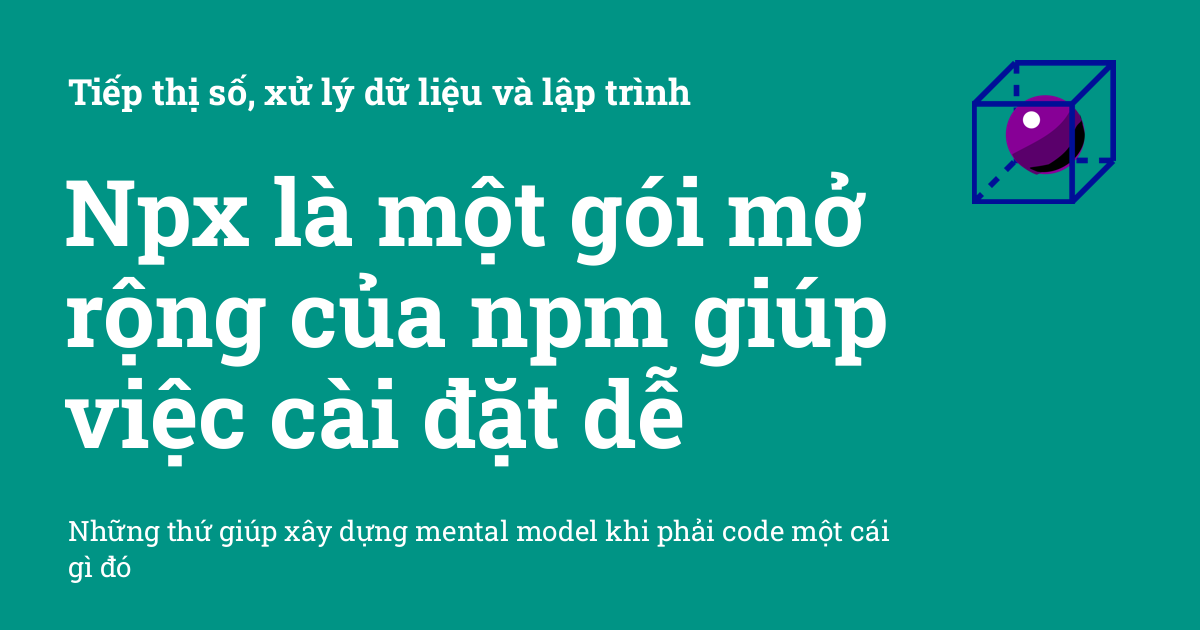 Tiếp thị số, xử lý dữ liệu và lập trình
Npx là một gói mở
rộng của npm giúp
việc cài đặt dễ
Những thứ giúp xây dựng mental model khi phải code một cái
gì đó